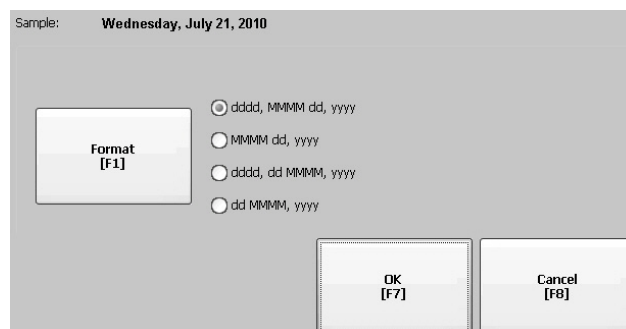 Sample: Wednesday, July 21, 2010
dddd, MMMM dd, yyyy
MMMM dd, yyyy
Format
[F1]
dddd, dd MMMM, yyyy
dd MMMM, yyyy
OK
[F7]
Cancel
[F8]